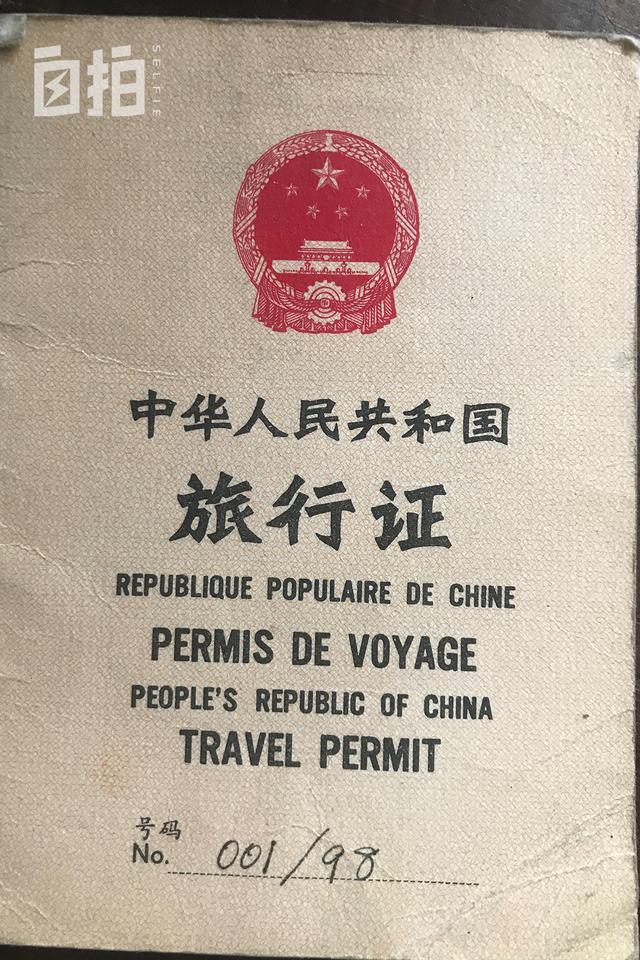 自拍
SELFIE
中华人民共和国
旅行证
REPUBLIQUE POPULAIRE DE CHINE
PERMIS DE VOYAGE
PEOPLE'S REPUBLIC OF CHINA
TRAVEL PERMIT
号码
No. 001/98